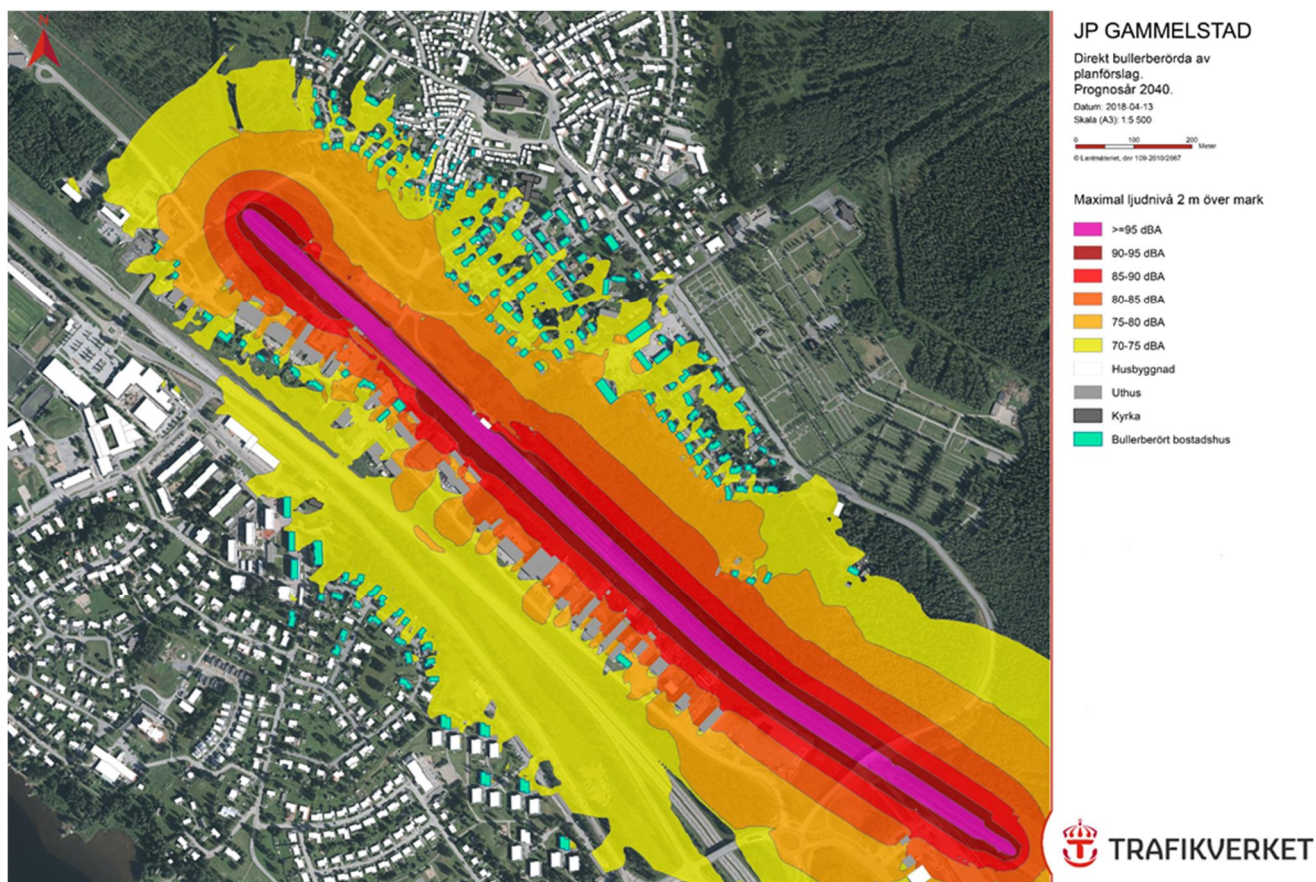 N
JP GAMMELSTAD
Direkt bullerberörda av
planförslag.
Prognosår 2040.
Datum: 2018-04-13
Skala (A3): 1:5 500
0 100 200
Meter
© Lantmäteriet, dnr 109-2010/2667
Maximal ljudnivå 2 m över mark
>=95 dBA
90-95 dBA
85-90 dBA
80-85 dBA
75-80 dBA
70-75 dBA
Husbyggnad
Uthus
Kyrka
Bullerberört bostadshus
TRAFIKVERKET